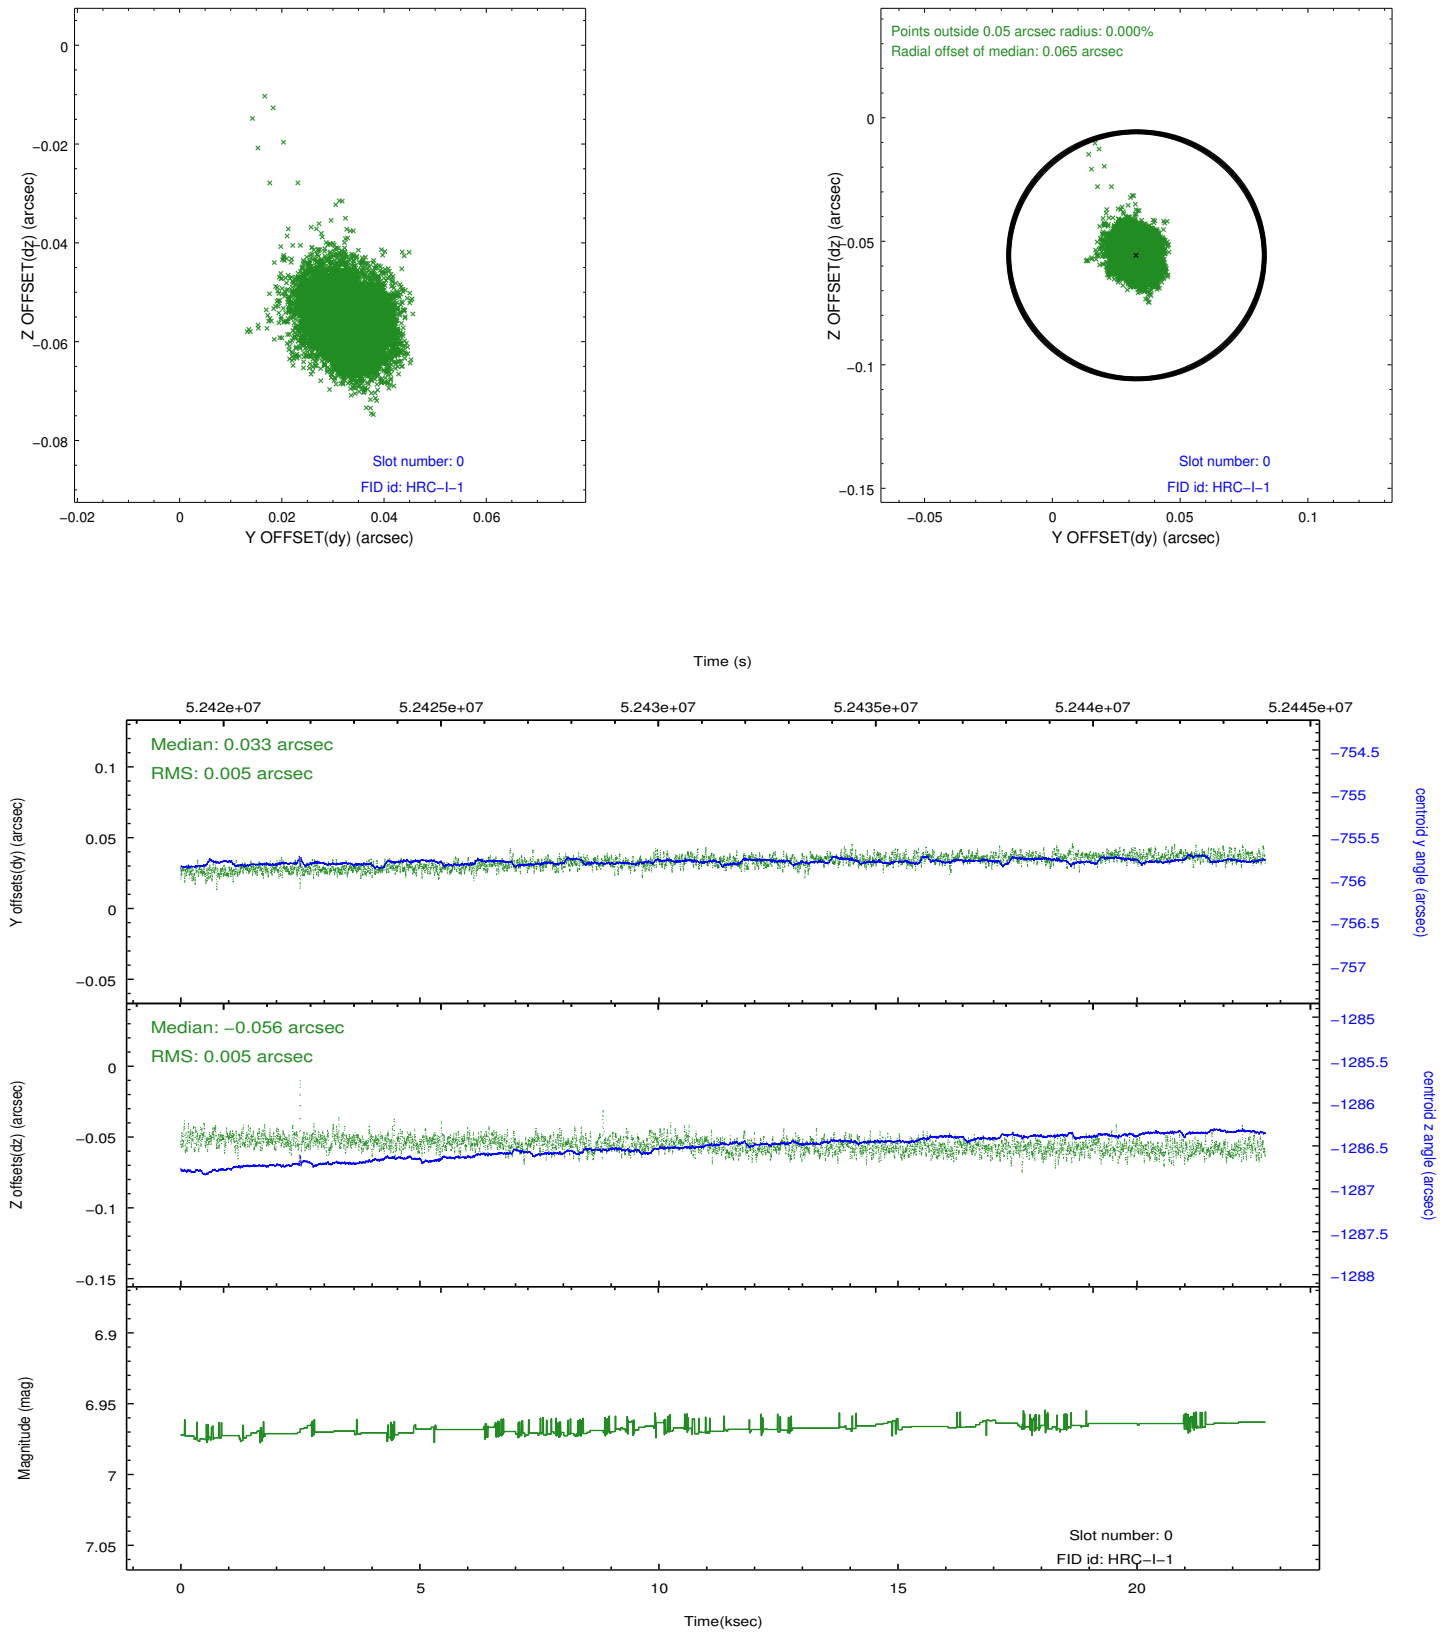 0
−0.02
−0.04
−0.06
−0.08
Z OFFSET(dz) (arcsec)
Slot number: 0
FID id: HRC−I−1
−0.02
0
0.02
0.04
0.06
Y OFFSET(dy) (arcsec)
Points outside 0.05 arcsec radius: 0.000%
Radial offset of median: 0.065 arcsec
0
−0.05
−0.1
−0.15
Z OFFSET(dz) (arcsec)
Slot number: 0
FID id: HRC−I−1
−0.05
0
0.05
0.1
Y OFFSET(dy) (arcsec)
Time (s)
5.242e+07
5.2425e+07
5.243e+07
5.2435e+07
5.244e+07
5.2445e+07
Median: 0.033 arcsec
RMS: 0.005 arcsec
0.1
0.05
0
−0.05
Y offsets(dy) (arcsec)
−754.5
−755
−755.5
−756
−756.5
−757
centroid y angle (arcsec)
Median: −0.056 arcsec
RMS: 0.005 arcsec
0
−0.05
−0.1
−0.15
Z offsets(dz) (arcsec)
−1285
−1285.5
−1286
−1286.5
−1287
−1287.5
−1288
centroid z angle (arcsec)
6.9
6.95
7
7.05
Magnitude (mag)
Slot number: 0
FID id: HRC−I−1
0
5
10
15
20
Time(ksec)